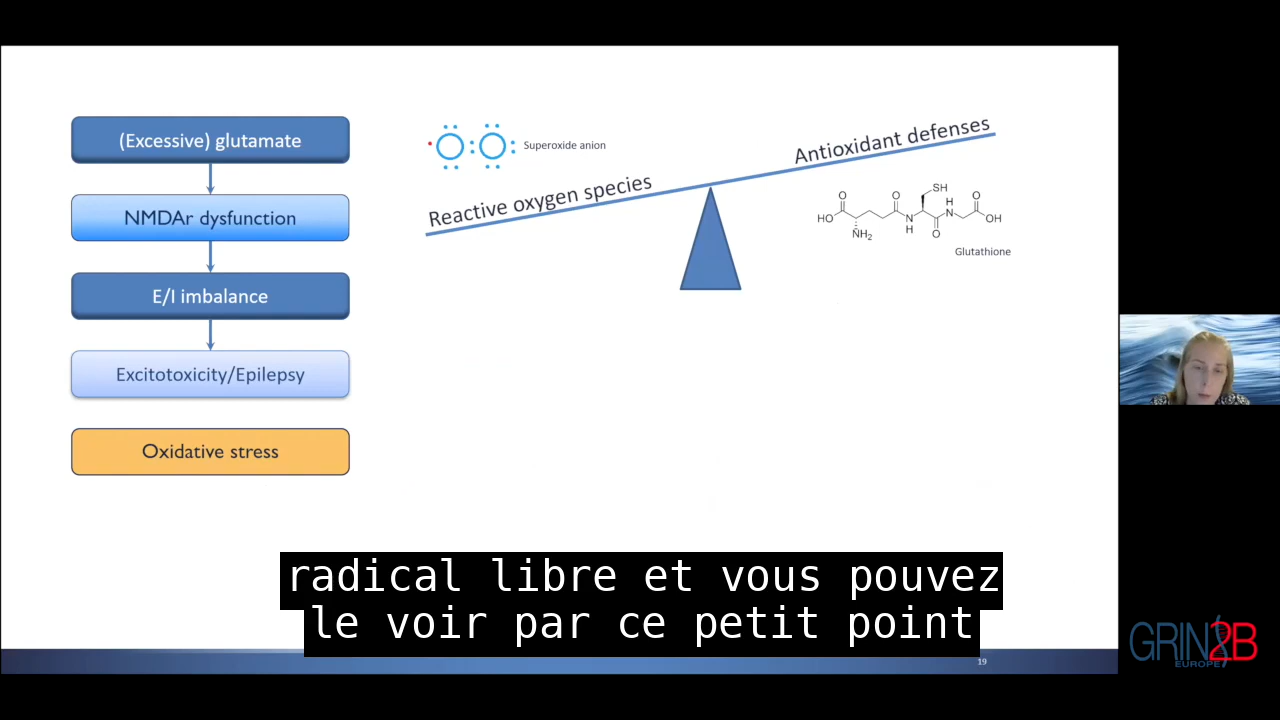 (Excessive) glutamate
NMDAr dysfunction
E/I imbalance
Excitotoxicity/Epilepsy
Oxidative stress
Superoxide anion
Reactive oxygen species
Antioxidant defenses
O
HO
NH2
O
N
H
SH
O
H
N
O
OH
Glutathione
radical libre et vous pouvez
le voir par ce petit point
19
GRIN2B
EUROPE